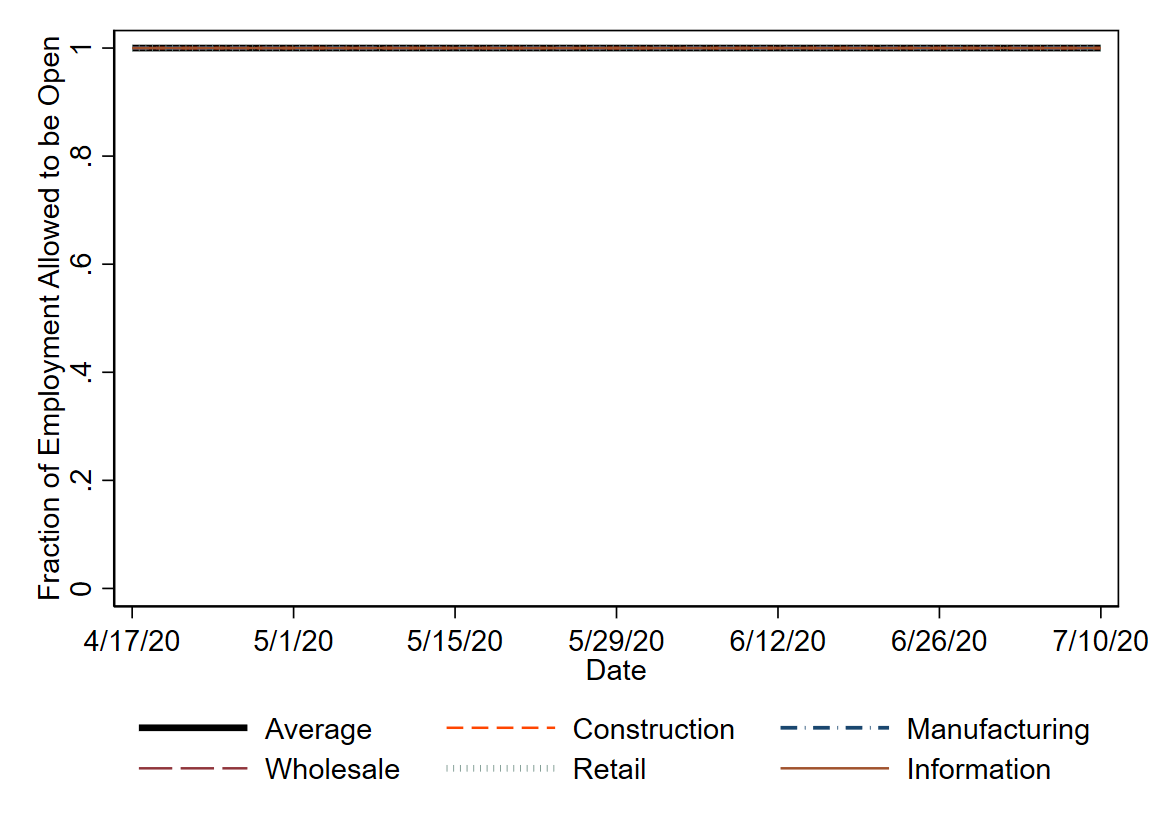 Fraction of Employment Allowed to be Open
1
.8
.6
.4
.2
0
4/17/20 5/1/20 5/15/20 5/29/20 6/12/20 6/26/20 7/10/20
Date
Average Construction Manufacturing
Wholesale Retail Information